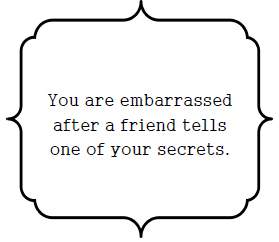 You are embarrassed
after a friend tells
one of your secrets.